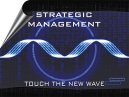 STRATEGIC
MANAGEMENT
TOUCH THE NEW WAVE